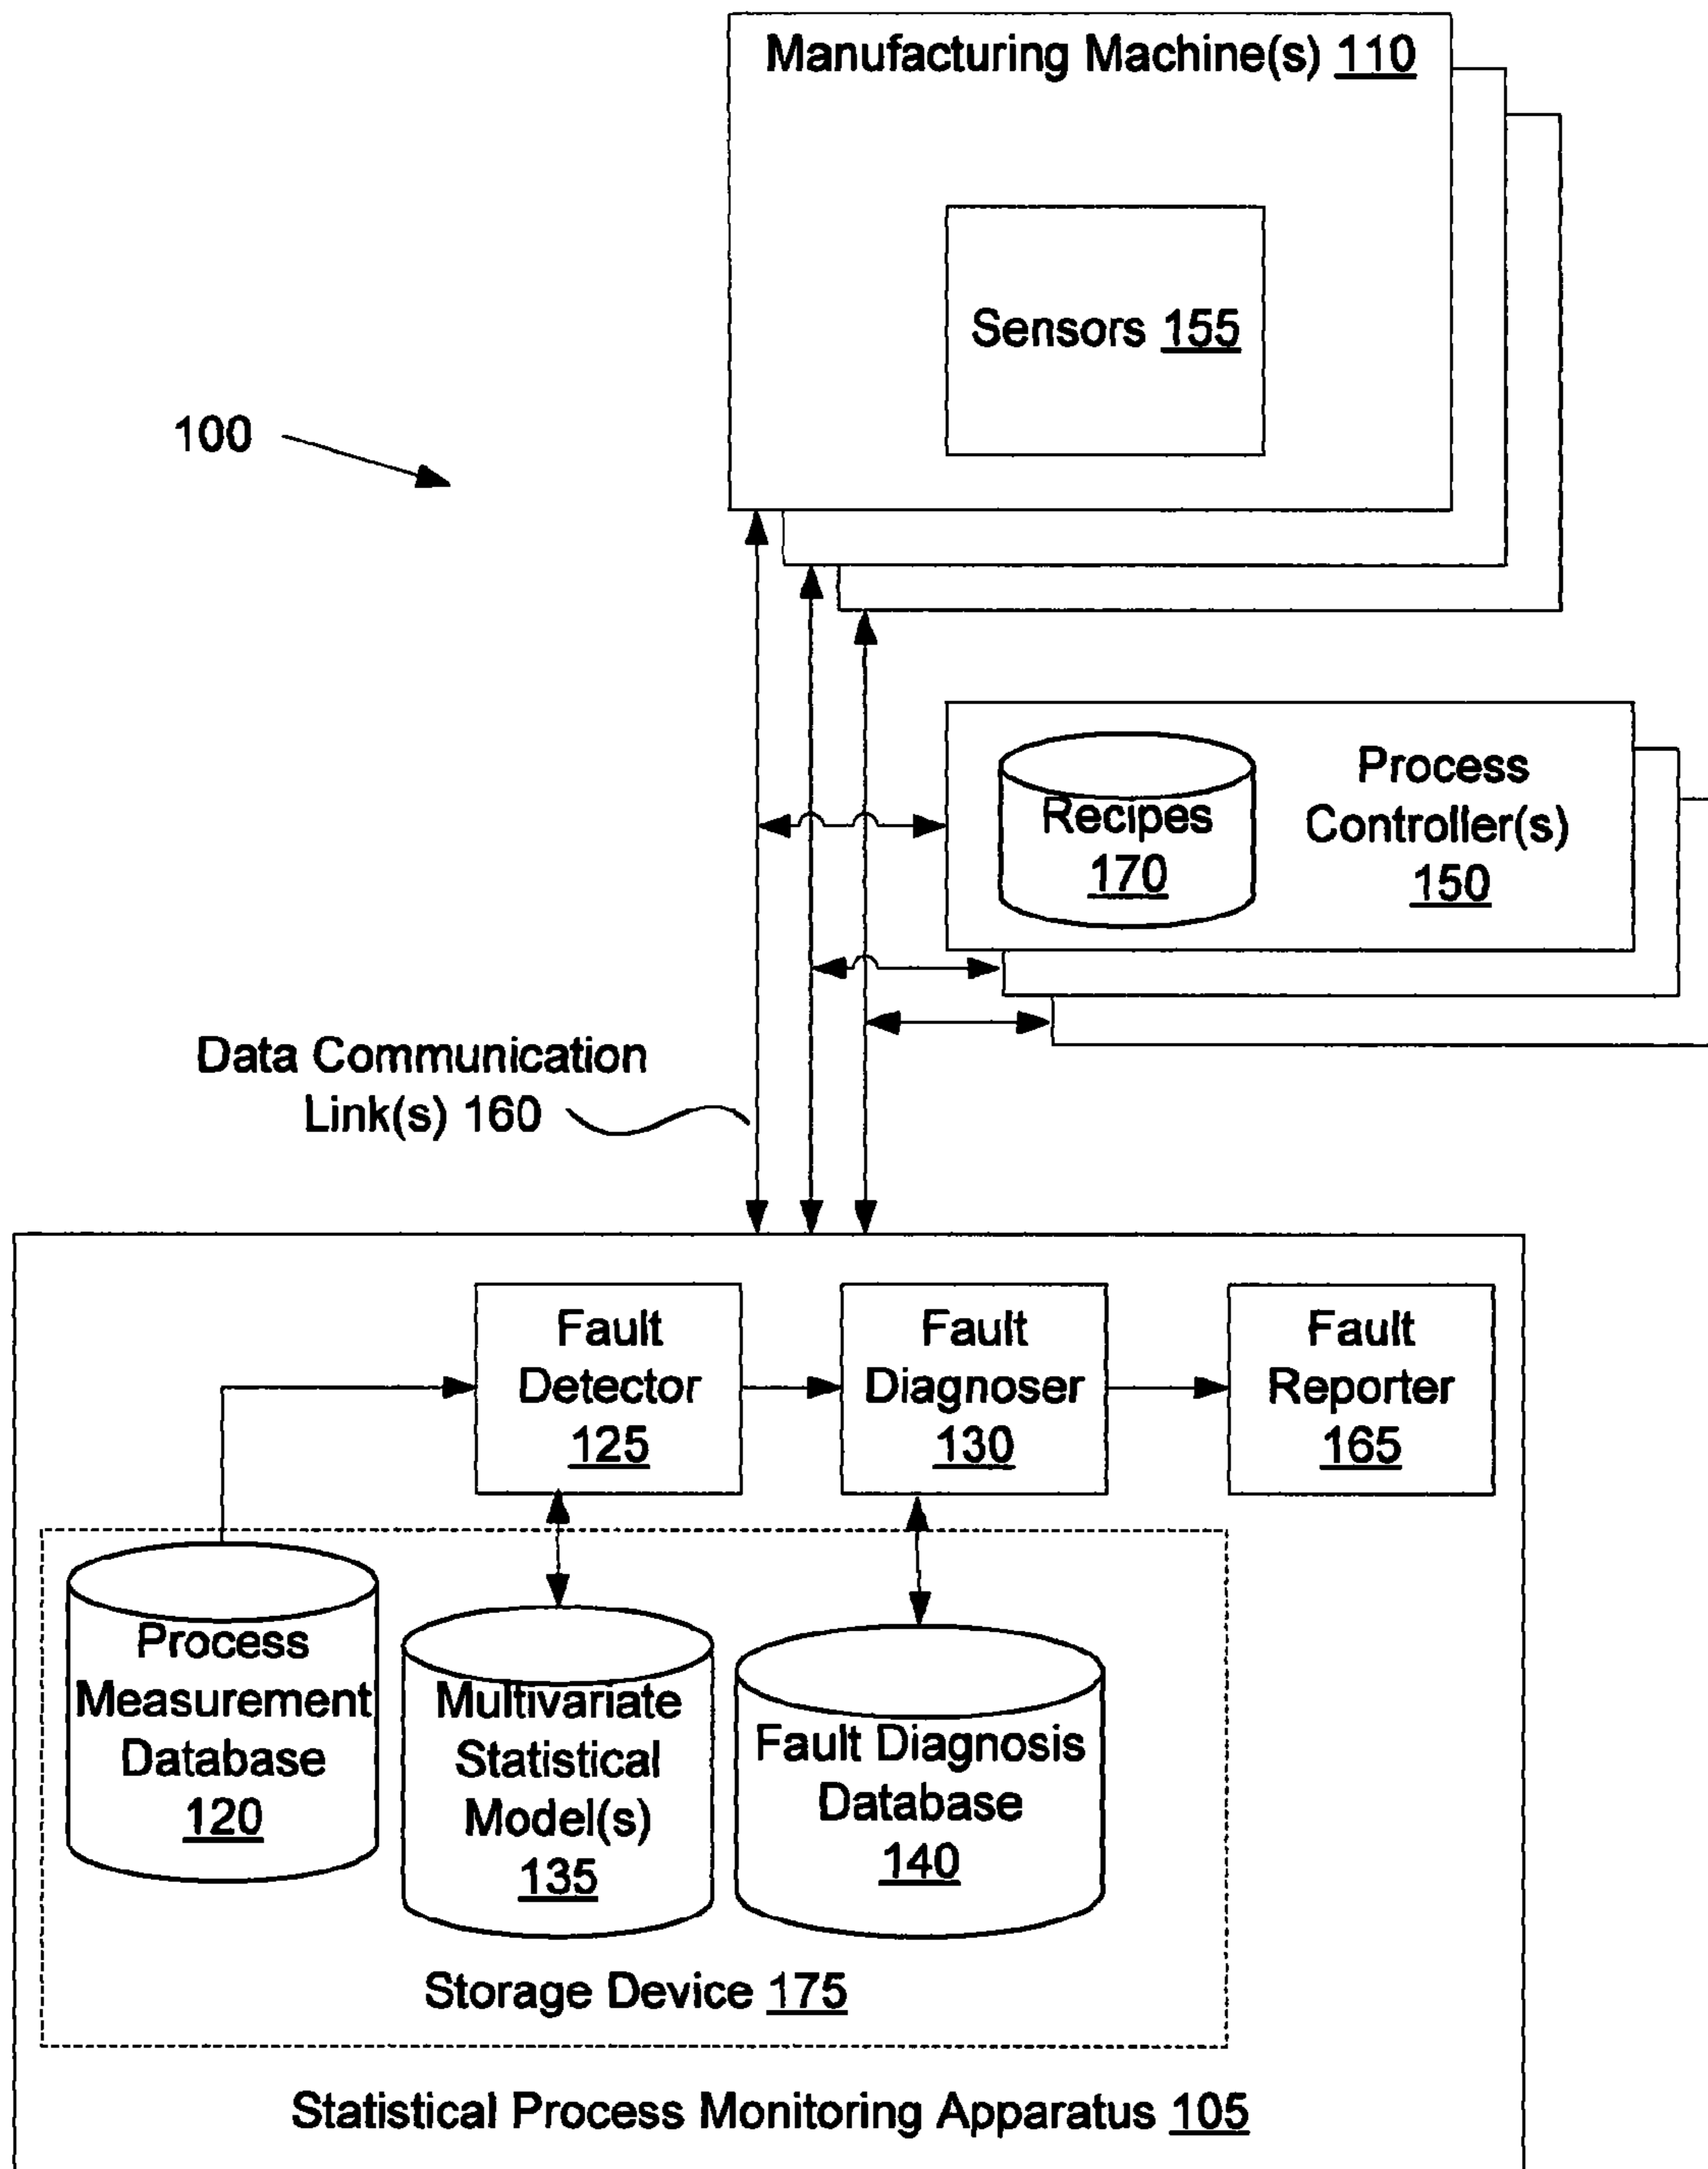 Manufacturing Machine(s) 110
Sensors 155
100
Recipes
170
Process
Controller(s)
150
Data Communication
Link(s) 160
Fault
Detector
125
Fault
Diagnoser
130
Fault
Reporter
165
Process
Measurement
Database
120
Multivariate
Statistical
Model(s)
135
Fault Diagnosis
Database
140
Storage Device 175
Statistical Process Monitoring Apparatus 105